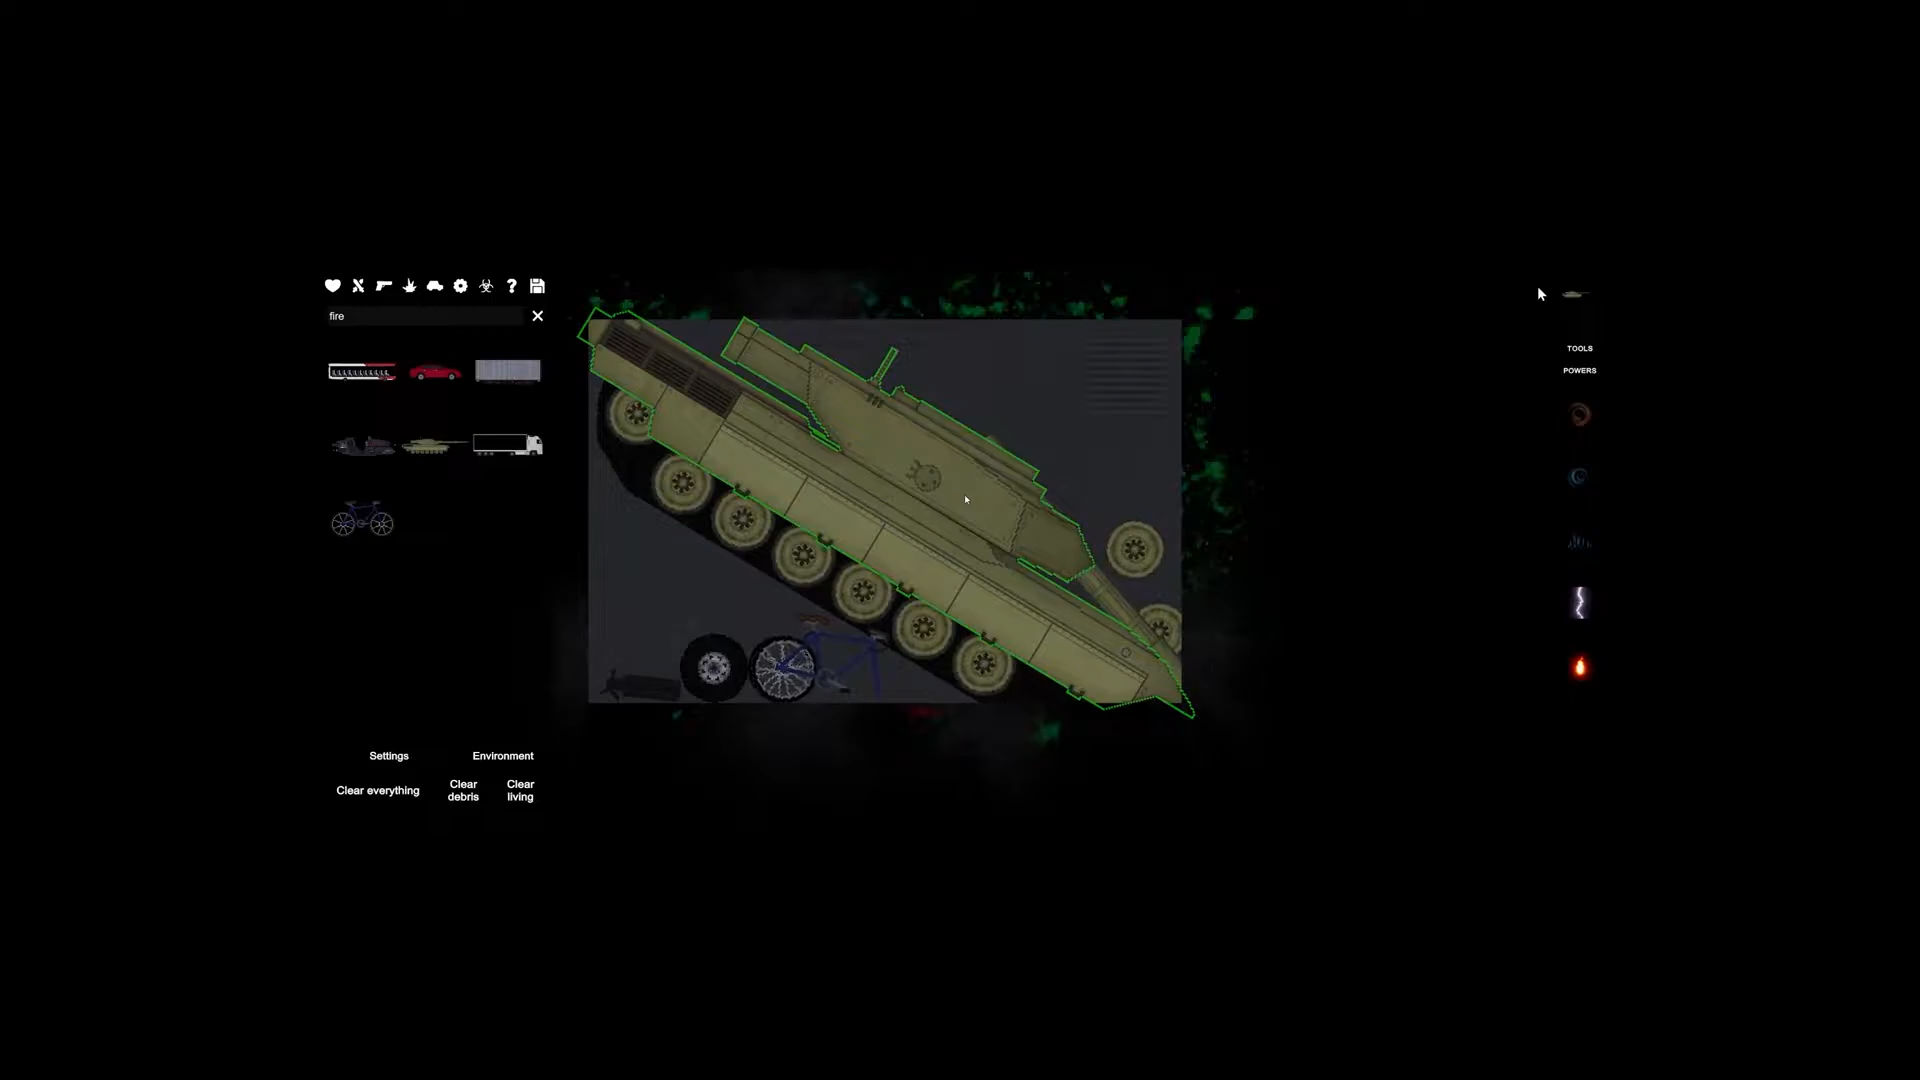 fire
TOOLS
POWERS
Settings
Environment
Clear everything
Clear
debris
Clear
living